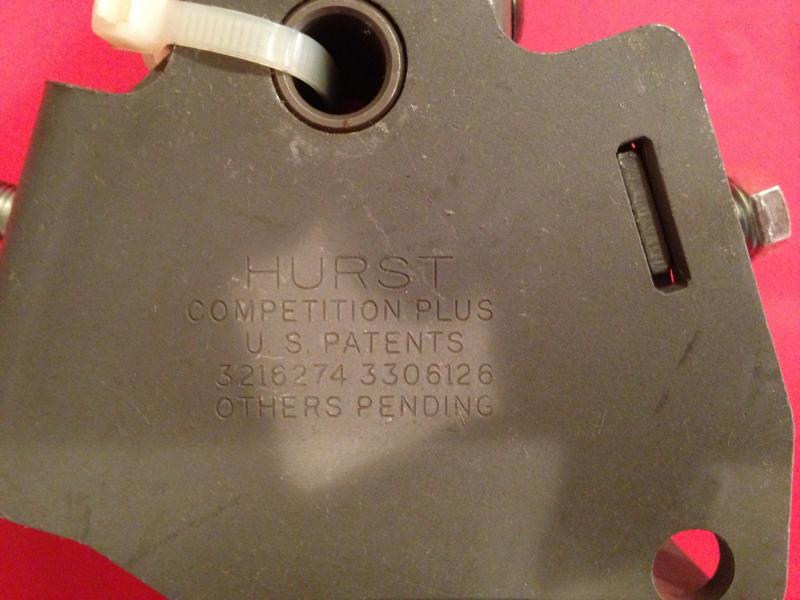 HURST
COMPETITION PLUS
U. S. PATENTS
3216274 3306126
OTHERS PENDING